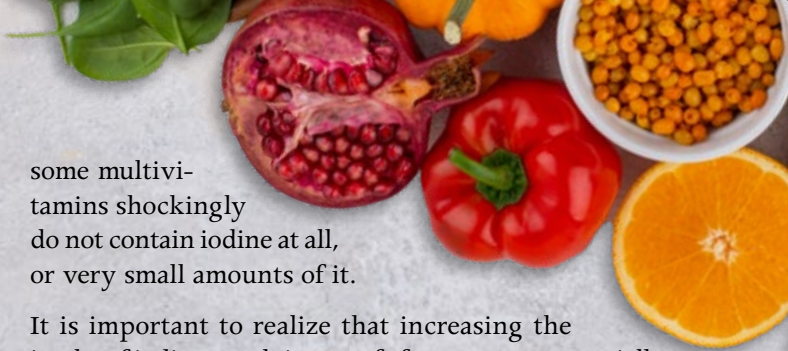 some multivi-
tamins shockingly
do not contain iodine at all,
or very small amounts of it.
It is important to realize that increasing the